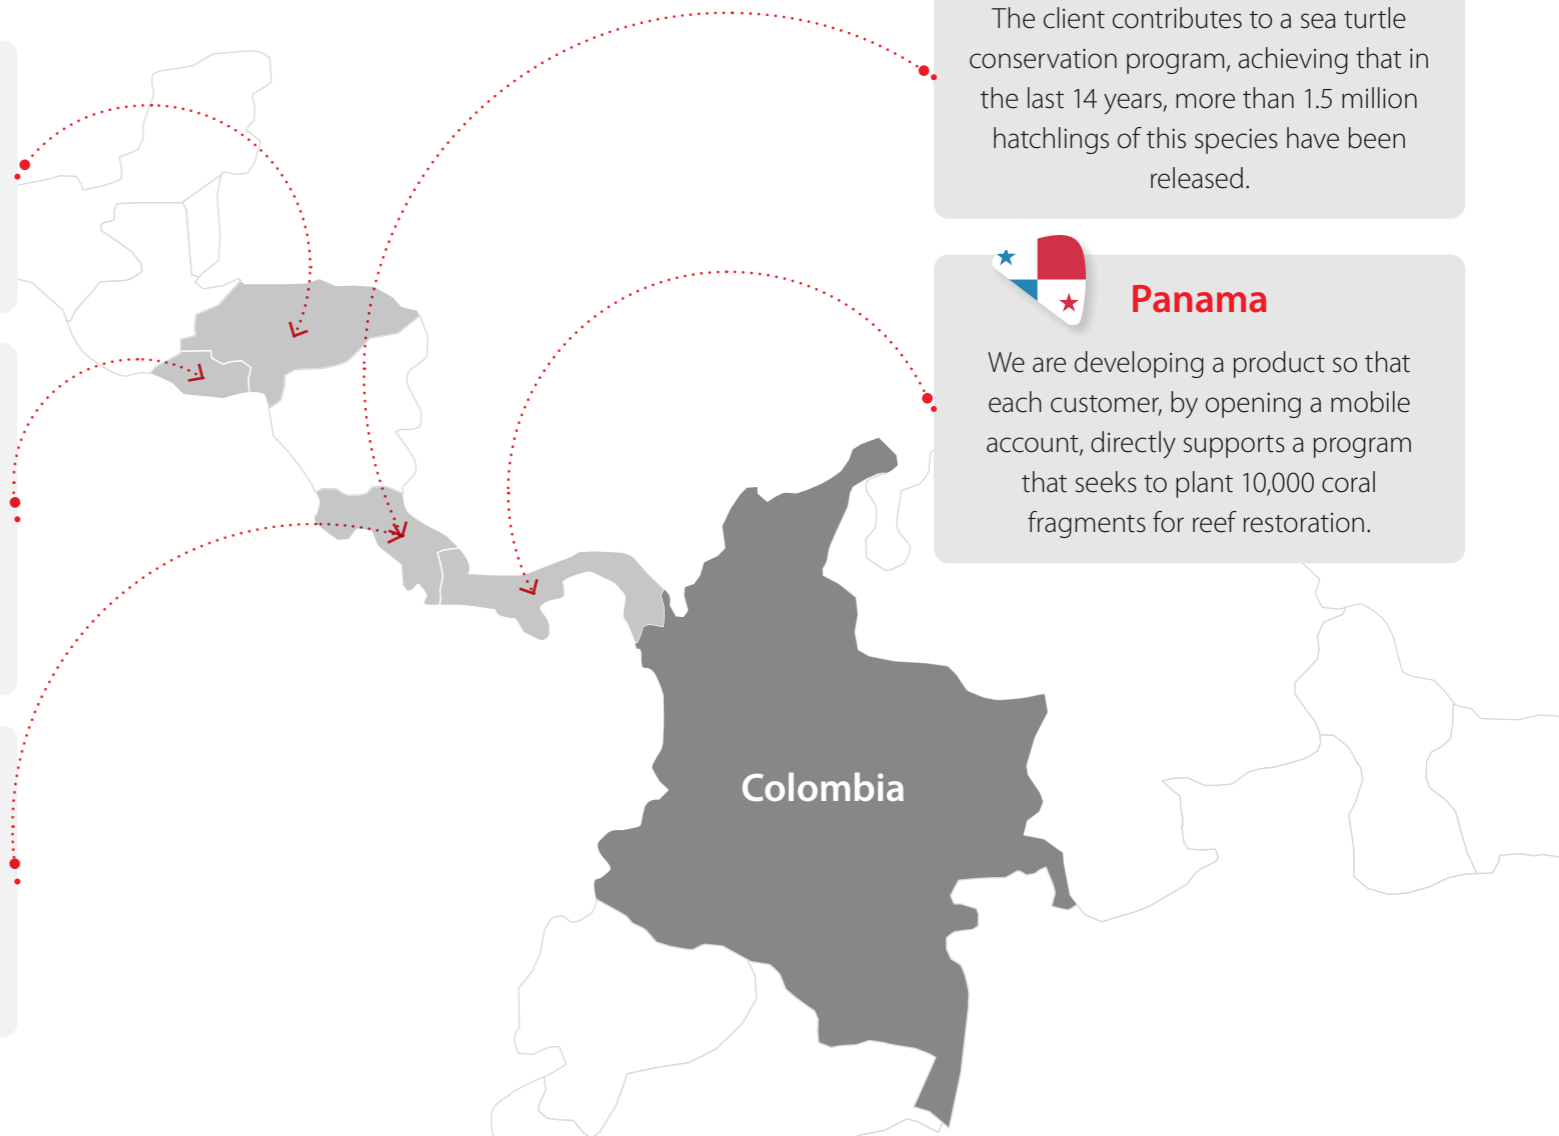 The client contributes to a sea turtle
conservation program, achieving that in
the last 14 years, more than 1.5 million
hatchlings of this species have been
released.
Panama
We are developing a product so that
each customer, by opening a mobile
account, directly supports a program
that seeks to plant 10,000 coral
fragments for reef restoration.
Colombia